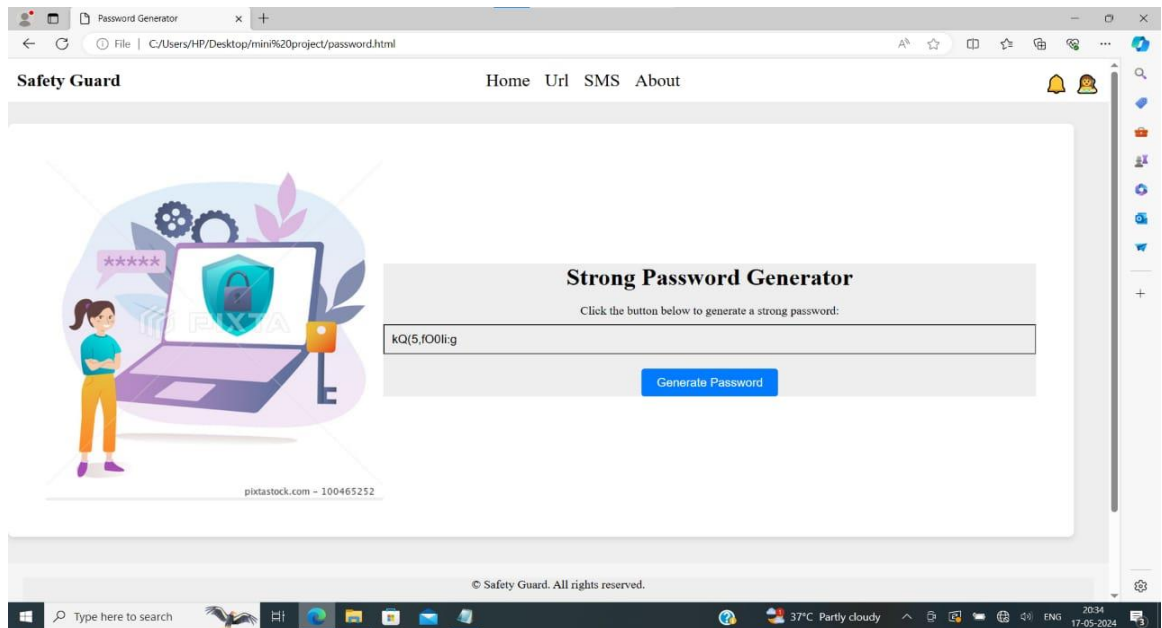 Password Generator
File | C:/Users/HP/Desktop/mini%20project/password.html
Safety Guard
Home Url SMS About
*****
PIXTA
Strong Password Generator
Click the button below to generate a strong password:
kQ(5,fO0li:g
Generate Password
pixtastock.com - 100465252
© Safety Guard. All rights reserved.
Type here to search
37°C Partly cloudy
ENG
20:34
17-05-2024
3